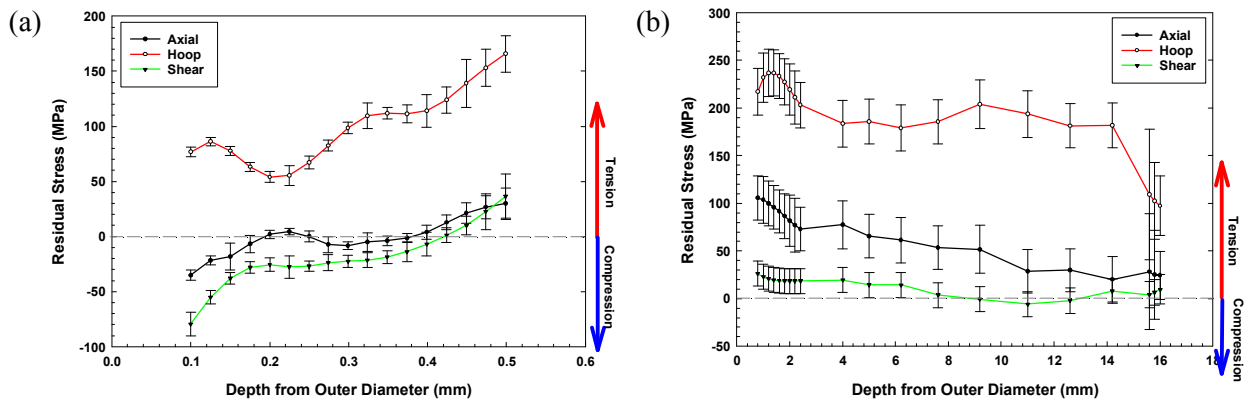 (a)
Residual Stress (MPa)
200
150
100
50
0
-50
-100
Axial
Hoop
Shear
0.0 0.1 0.2 0.3 0.4 0.5 0.6
Depth from Outer Diameter (mm)
Tension
Compression
(b)
Residual Stress (MPa)
300
250
200
150
100
50
0
-50
Axial
Hoop
Shear
0 2 4 6 8 10 12 14 16 18
Depth from Outer Diameter (mm)
Tension
Compression